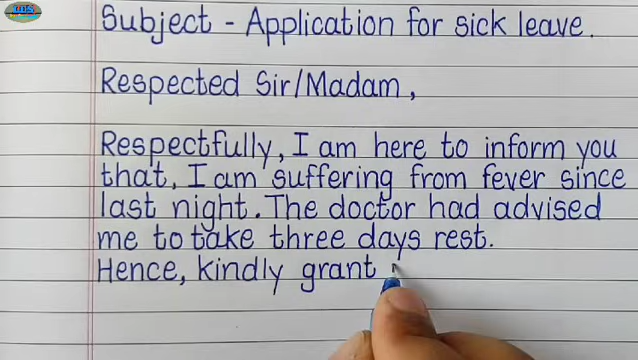 Subject - Application for sick leave.
Respected Sir/Madam,
Respectfully, I am here to inform you
that, I am suffering from fever since
last night. The doctor had advised
me to take three days rest.
Hence, kindly grant